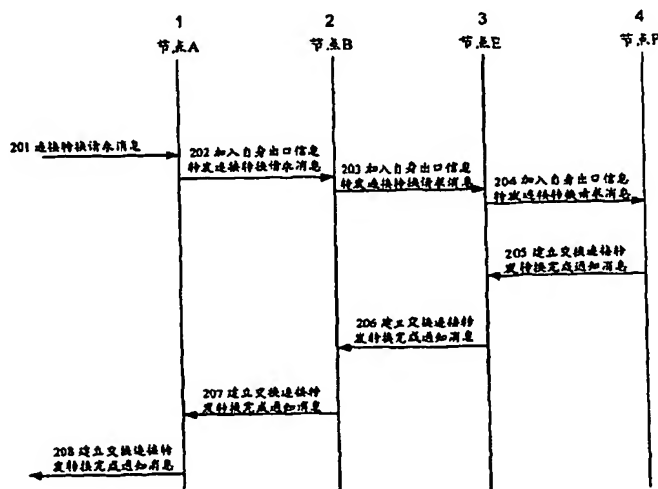 1
2
3
4
节点A
节点B
节点E
节点F
201 连接转换请求消息
202 加入自身出口信息
转发连接转换请求消息
203 加入自身出口信息
转发连接转换请求消息
204 加入自身出口信息
转发连接转换请求消息
205 建立交换连接转
发转换完成通知消息
206 建立交换连接转
发转换完成通知消息
207 建立交换连接转
发转换完成通知消息
208 建立交换连接转
发转换完成通知消息